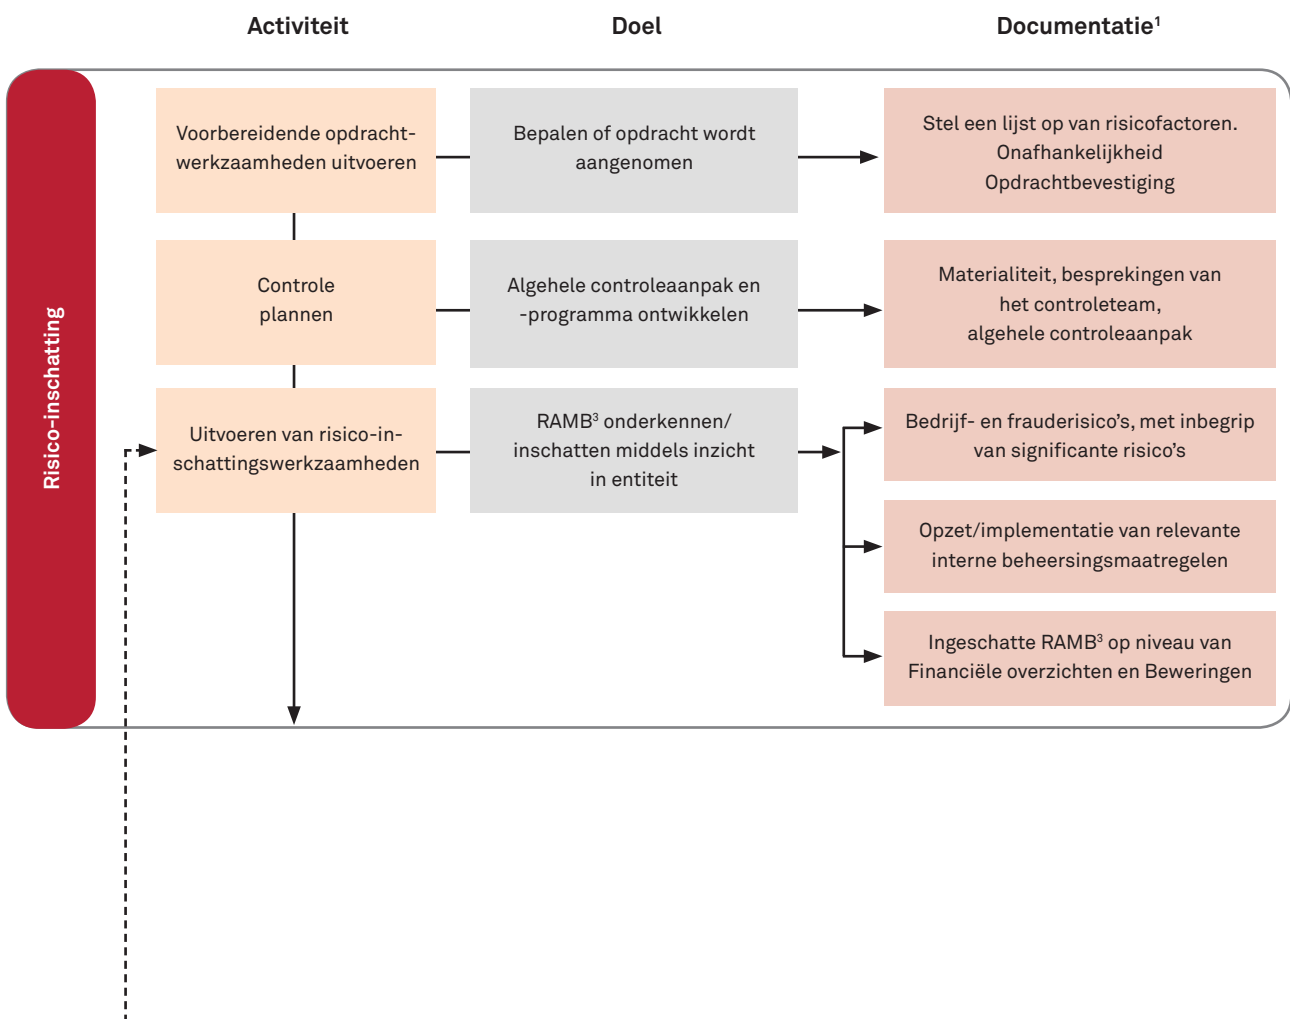 Activiteit
Doel
Documentatie¹
Risico-inschatting
Voorbereidende opdracht-
werkzaamheden uitvoeren
Bepalen of opdracht wordt
aangenomen
Stel een lijst op van risicofactoren.
Onafhankelijkheid
Opdrachtbevestiging
Controle
plannen
Algehele controleaanpak en
-programma ontwikkelen
Materialiteit, besprekingen van
het controleteam,
algehele controleaanpak
Uitvoeren van risico-in-
schattingswerkzaamheden
RAMB³ onderkennen/
inschatten middels inzicht
in entiteit
Bedrijf- en frauderisico’s, met inbegrip
van significante risico’s
Opzet/implementatie van relevante
interne beheersingsmaatregelen
Ingeschatte RAMB³ op niveau van
Financiële overzichten en Beweringen